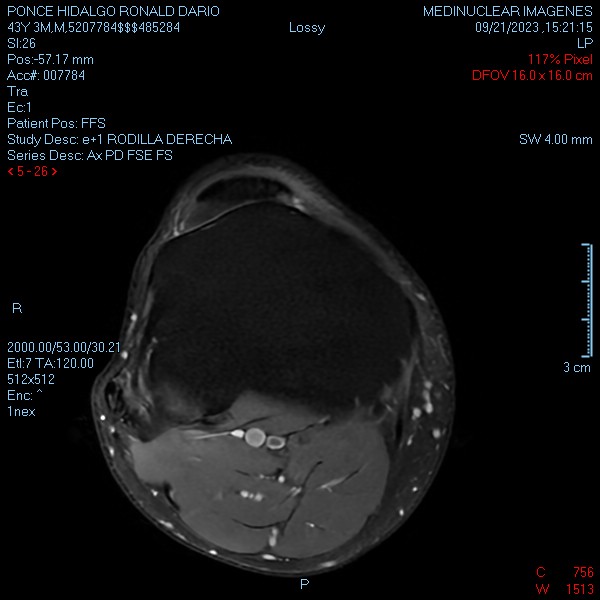 PONCE HIDALGO RONALD DARIO
43Y 3M,M,5207784$$$485284
Sl:26
Pos:-57.17 mm
Acc#: 007784
Tra
Ec:1
Patient Pos: FFS
Study Desc: e+1 RODILLA DERECHA
Series Desc: Ax PD FSE FS
< 5 - 26 >
Lossy
MEDINUCLEAR IMAGENES
09/21/2023 ,15:21:15
LP
117% Pixel
DFOV 16.0 x 16.0 cm
SW 4.00 mm
R
2000.00/53.00/30.21
Etl:7 TA:120.00
512x512
Enc: ^
1nex
3 cm
P
C 756
W 1513